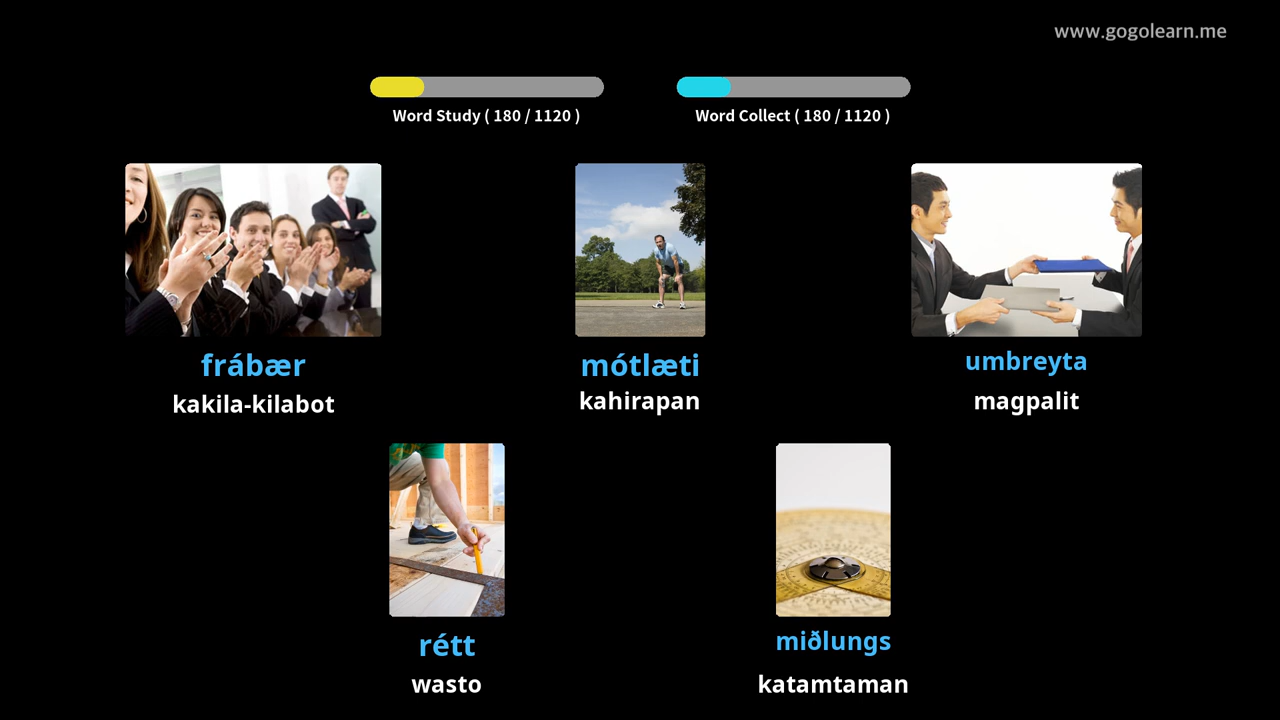 www.gogolearn.me
Word Study ( 180 / 1120 )
Word Collect ( 180 / 1120 )
frábær
kakila-kilabot
mótlæti
kahirapan
umbreyta
magpalit
rétt
wasto
miðlungs
katamtaman